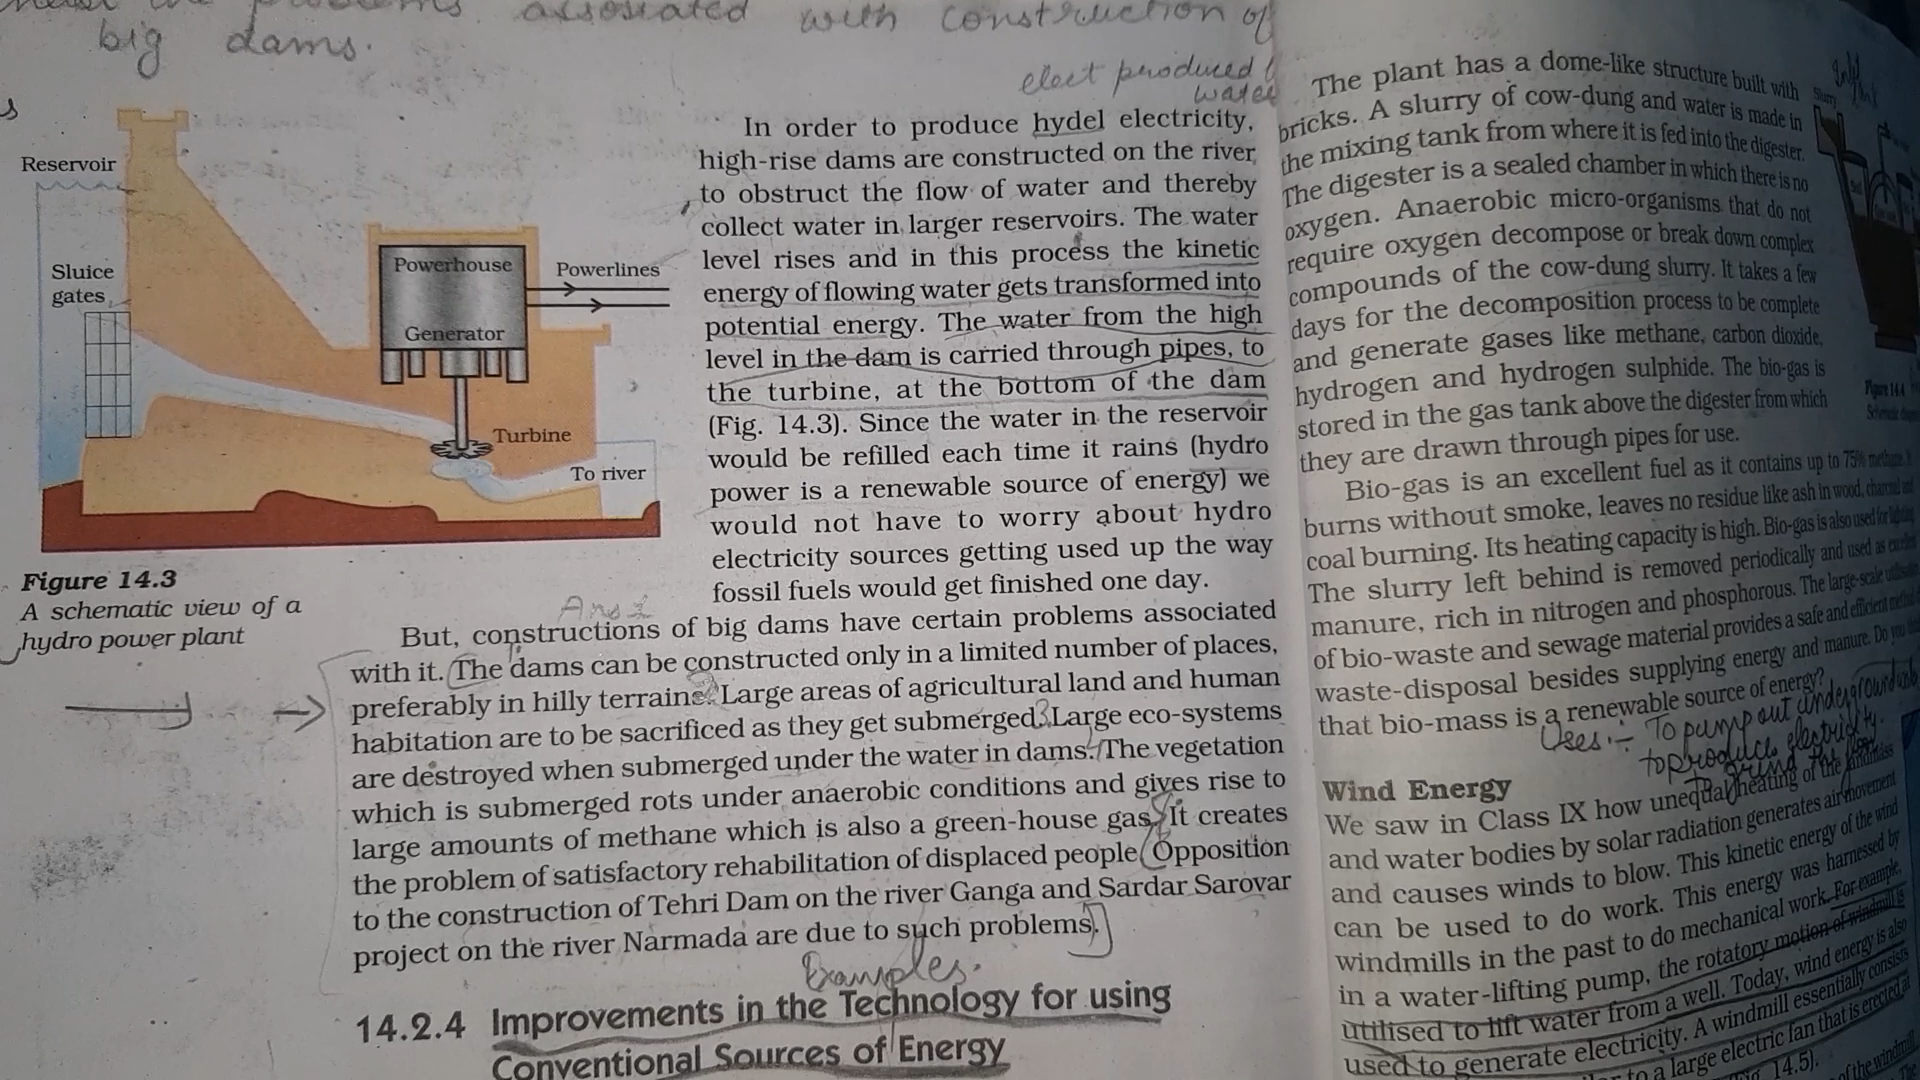 associated with construction of
big dams.
elect produced
water
Reservoir
Sluice
gates
Powerhouse
Generator
Powerlines
Turbine
To river
Figure 14.3
A schematic view of a
hydro power plant
In order to produce hydel electricity,
high-rise dams are constructed on the river
to obstruct the flow of water and thereby
collect water in larger reservoirs. The water
level rises and in this process the kinetic
energy of flowing water gets transformed into
potential energy. The water from the high
level in the dam is carried through pipes, to
the turbine, at the bottom of the dam
(Fig. 14.3). Since the water in the reservoir
would be refilled each time it rains (hydro
power is a renewable source of energy) we
would not have to worry about hydro
electricity sources getting used up the way
fossil fuels would get finished one day.
Ans
But, constructions of big dams have certain problems associated
with it. The dams can be constructed only in a limited number of places,
preferably in hilly terrains. Large areas of agricultural land and human
habitation are to be sacrificed as they get submerged. Large eco-systems
are destroyed when submerged under the water in dams. The vegetation
which is submerged rots under anaerobic conditions and gives rise to
large amounts of methane which is also a green-house gas. It creates
the problem of satisfactory rehabilitation of displaced people. Opposition
to the construction of Tehri Dam on the river Ganga and Sardar Sarovar
project on the river Narmada are due to such problems.
Examples.
14.2.4 Improvements in the Technology for using
Conventional Sources of Energy
The plant has a dome-like structure built with
bricks. A slurry of cow-dung and water is made in
the mixing tank from where it is fed into the digester.
The digester is a sealed chamber in which there is no
oxygen. Anaerobic micro-organisms that do not
require oxygen decompose or break down complex
compounds of the cow-dung slurry. It takes a few
days for the decomposition process to be complete
and generate gases like methane, carbon dioxide,
hydrogen and hydrogen sulphide. The bio-gas is
stored in the gas tank above the digester from which
they are drawn through pipes for use.
Slurry
Figure 14.4
Bio-gas is an excellent fuel as it contains up to 75% methane. It
burns without smoke, leaves no residue like ash in wood, charcoal and
coal burning. Its heating capacity is high. Bio-gas is also used for lighting.
The slurry left behind is removed periodically and used as excellent
manure, rich in nitrogen and phosphorous. The large-scale utilisation
of bio-waste and sewage material provides a safe and efficient method of
waste-disposal besides supplying energy and manure. Do you think
that bio-mass is a renewable source of energy?
Uses :- To pump out underground
to produce electricity.
Wind Energy
We saw in Class IX how unequal heating of the landmass
and water bodies by solar radiation generates air movement
and causes winds to blow. This kinetic energy of the wind
can be used to do work. This energy was harnessed by
windmills in the past to do mechanical work. For example,
in a water-lifting pump, the rotatory motion of windmill is
utilised to lift water from a well. Today, wind energy is also
used to generate electricity. A windmill essentially consists
to a large electric fan that is erected at
14.5).
of the windmill